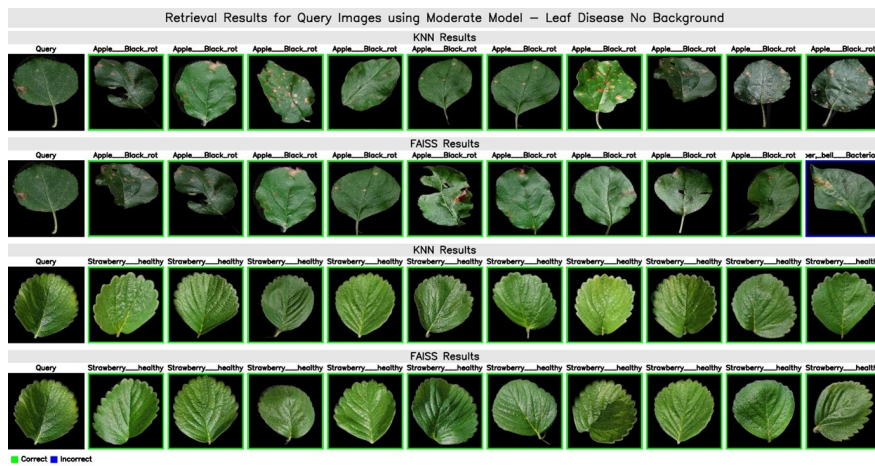 Retrieval Results for Query Images using Moderate Model – Leaf Disease No Background
KNN Results
Query Apple___Black_rot Apple___Black_rot Apple___Black_rot Apple___Black_rot Apple___Black_rot Apple___Black_rot Apple___Black_rot Apple___Black_rot Apple___Black_rot Apple___Black_rot
FAISS Results
Query Apple___Black_rot Apple___Black_rot Apple___Black_rot Apple___Black_rot Apple___Black_rot Apple___Black_rot Apple___Black_rot Apple___Black_rot Apple___Black_rot per,_bell___Bacterio
KNN Results
Query Strawberry___healthy Strawberry___healthy Strawberry___healthy Strawberry___healthy Strawberry___healthy Strawberry___healthy Strawberry___healthy Strawberry___healthy Strawberry___healthy Strawberry___healthy
FAISS Results
Query Strawberry___healthy Strawberry___healthy Strawberry___healthy Strawberry___healthy Strawberry___healthy Strawberry___healthy Strawberry___healthy Strawberry___healthy Strawberry___healthy Strawberry___healthy
Correct Incorrect